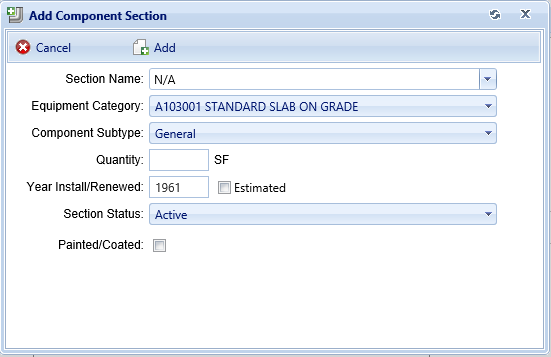 Add Component Section
Cancel Add
Section Name: N/A
Equipment Category: A103001 STANDARD SLAB ON GRADE
Component Subtype: General
Quantity: SF
Year Install/Renewed: 1961 Estimated
Section Status: Active
Painted/Coated: